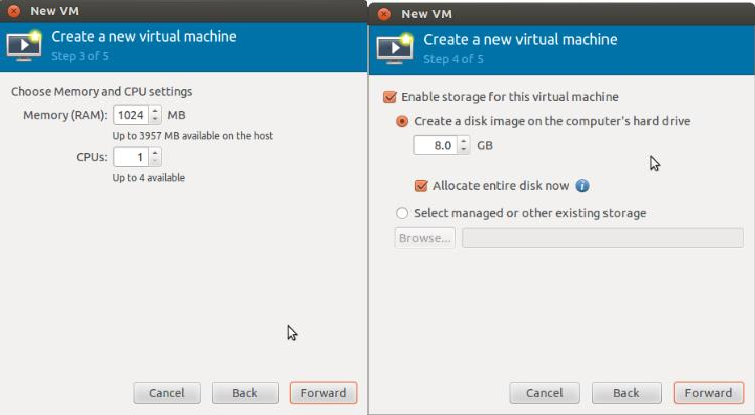 New VM
Create a new virtual machine
Step 3 of 5
Choose Memory and CPU settings
Memory (RAM): 1024 MB
Up to 3957 MB available on the host
CPUs: 1
Up to 4 available
Cancel Back Forward
New VM
Create a new virtual machine
Step 4 of 5
Enable storage for this virtual machine
Create a disk image on the computer's hard drive
8.0 GB
Allocate entire disk now
Select managed or other existing storage
Browse...
Cancel Back Forward